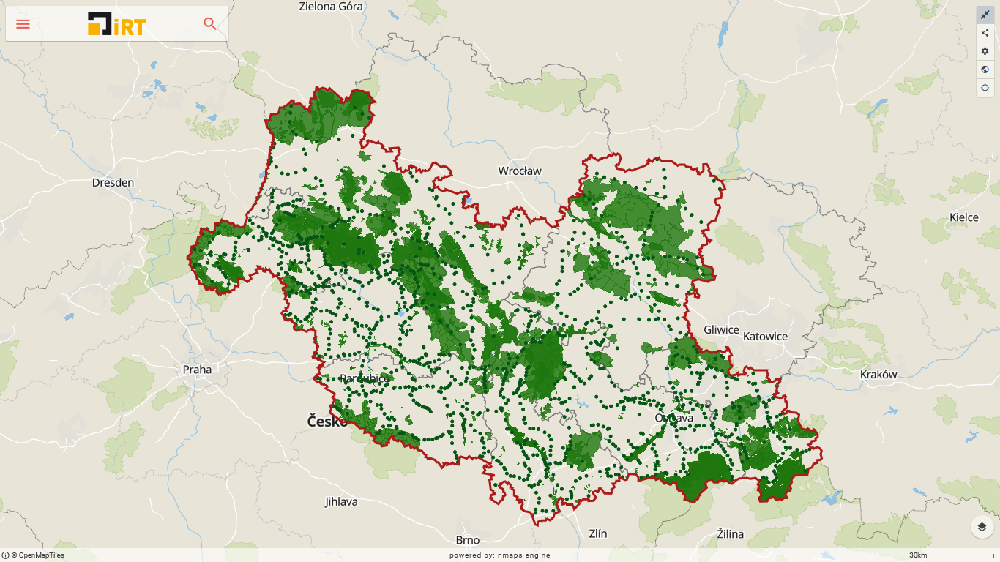 Zielona Góra
iRT
Wrocław
Dresden
Kielce
Gliwice
Katowice
Praha
Pardubice
Kraków
Česko
Ostrava
Jihlava
Zlín
Žilina
Brno
© OpenMapTiles
powered by: nmaps engine
30km